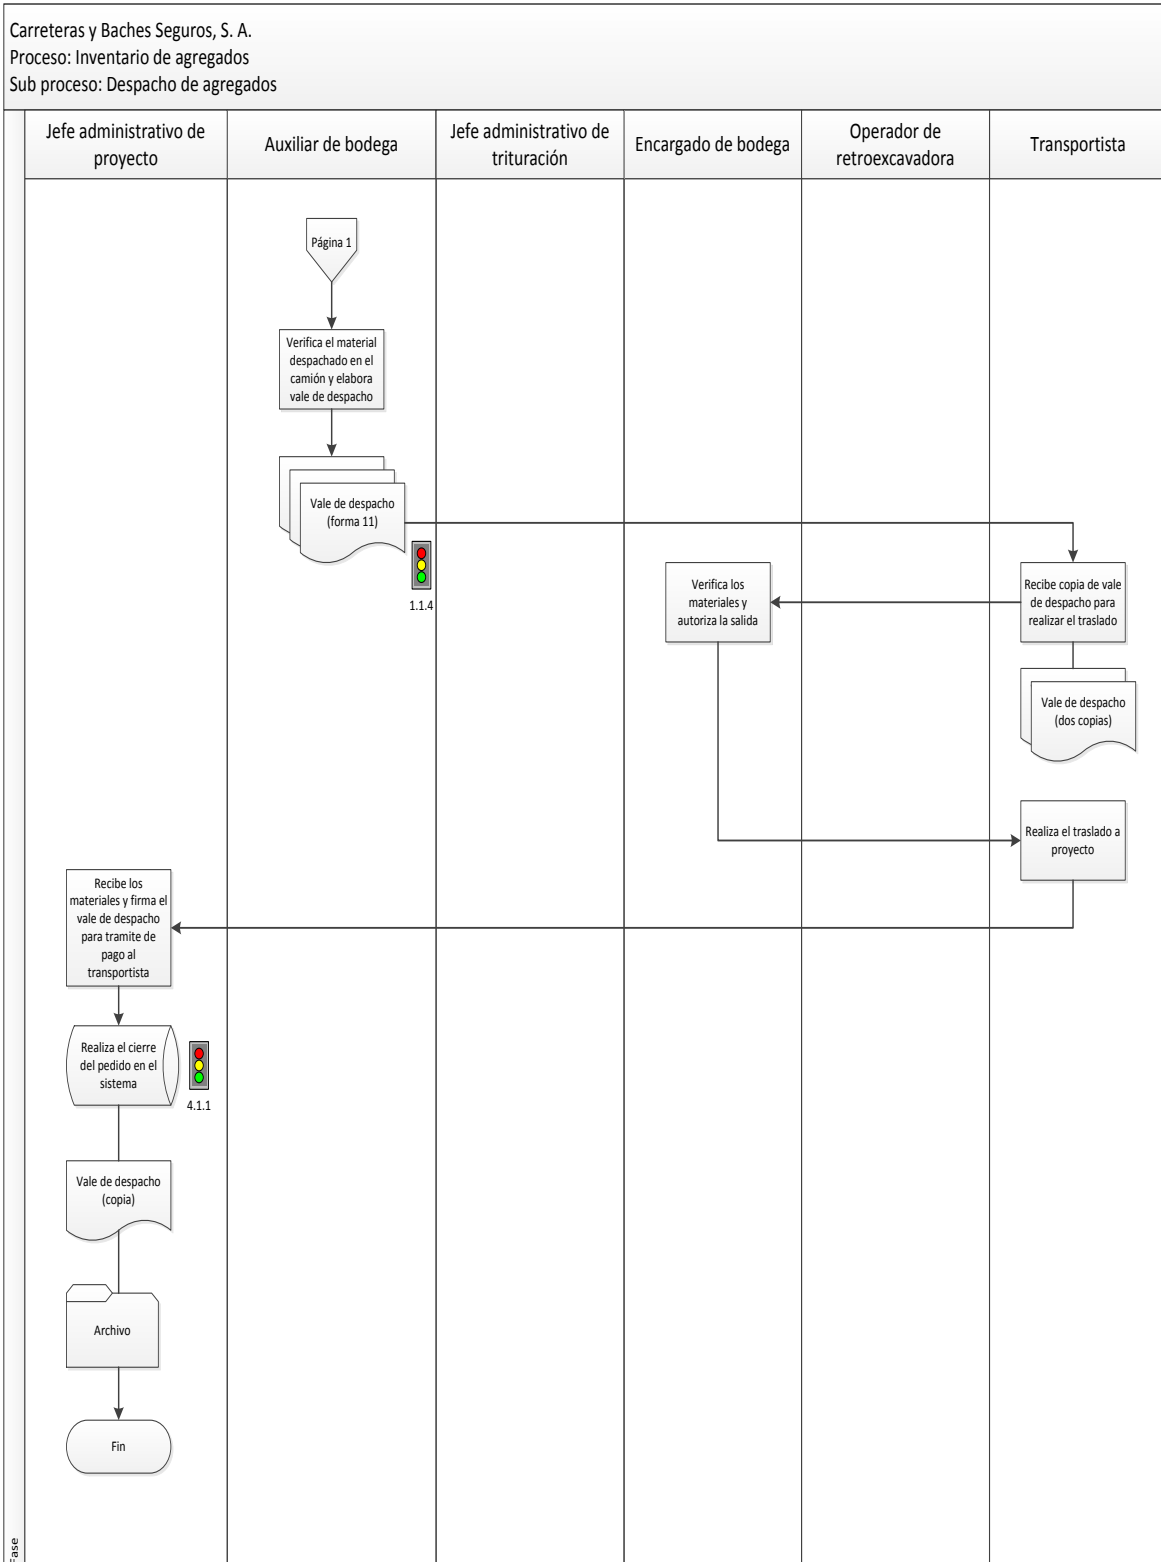 Carreteras y Baches Seguros, S. A.
Proceso: Inventario de agregados
Sub proceso: Despacho de agregados
Jefe administrativo de
proyecto
Auxiliar de bodega
Jefe administrativo de
trituración
Encargado de bodega
Operador de
retroexcavadora
Transportista
Página 1
Verifica el material
despachado en el
camión y elabora
vale de despacho
Vale de despacho
(forma 11)
1.1.4
Verifica los
materiales y
autoriza la salida
Recibe copia de vale
de despacho para
realizar el traslado
Vale de despacho
(dos copias)
Realiza el traslado a
proyecto
Recibe los
materiales y firma el
vale de despacho
para tramite de
pago al
transportista
Realiza el cierre
del pedido en el
sistema
4.1.1
Vale de despacho
(copia)
Archivo
Fin
Fase